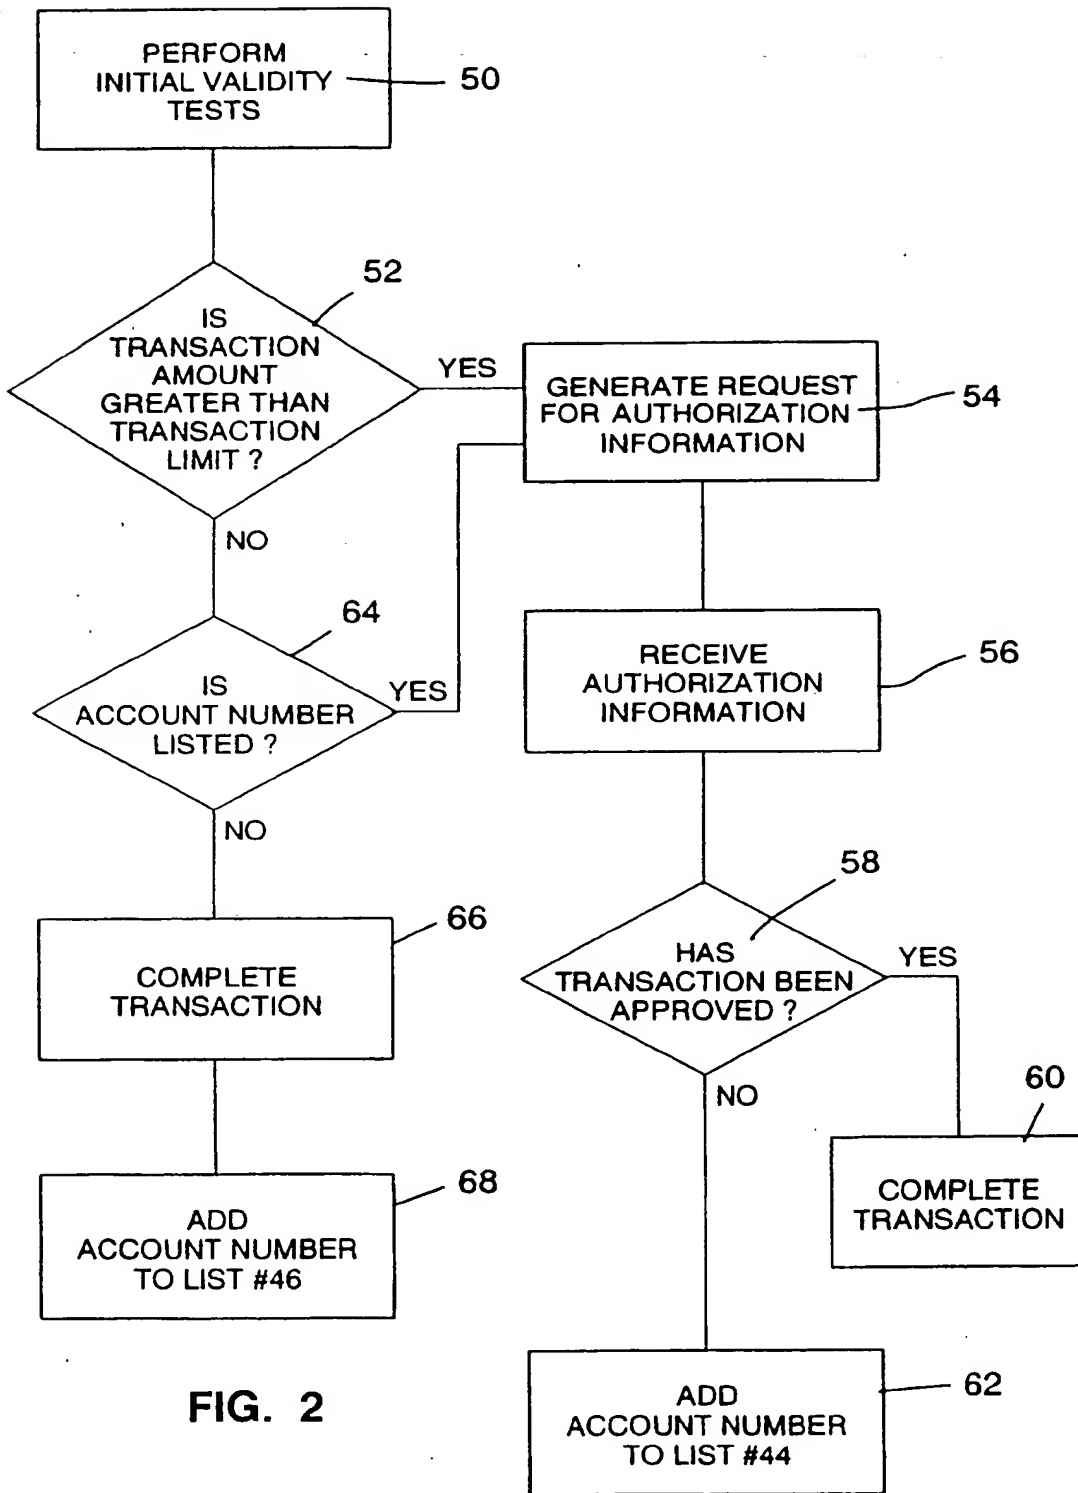 PERFORM
INITIAL VALIDITY
TESTS
50
52
IS
TRANSACTION
AMOUNT
GREATER THAN
TRANSACTION
LIMIT ?
YES
NO
GENERATE REQUEST
FOR AUTHORIZATION
INFORMATION
54
64
IS
ACCOUNT NUMBER
LISTED ?
YES
NO
RECEIVE
AUTHORIZATION
INFORMATION
56
66
COMPLETE
TRANSACTION
58
HAS
TRANSACTION BEEN
APPROVED ?
YES
NO
60
COMPLETE
TRANSACTION
68
ADD
ACCOUNT NUMBER
TO LIST #46
62
ADD
ACCOUNT NUMBER
TO LIST #44
FIG. 2